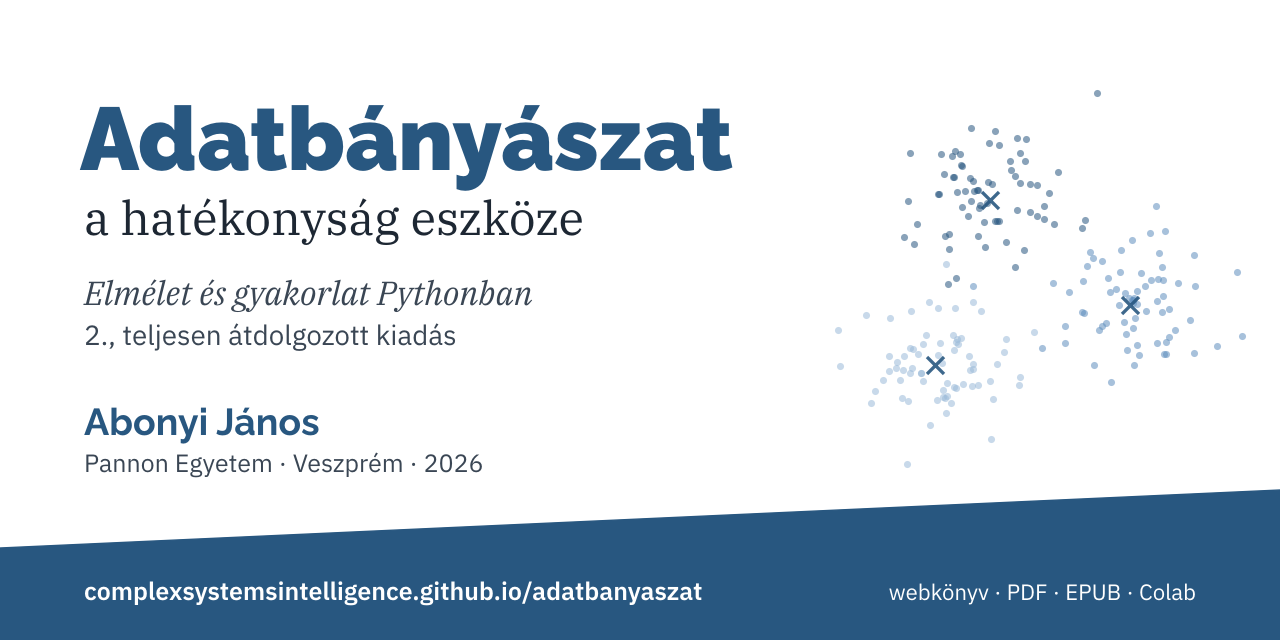 Adatbányászat
a hatékonyság eszköze
Elmélet és gyakorlat Pythonban
2., teljesen átdolgozott kiadás
Abonyi János
Pannon Egyetem · Veszprém · 2026
complexsystemsintelligence.github.io/adatbanyaszat
webkönyv · PDF · EPUB · Colab